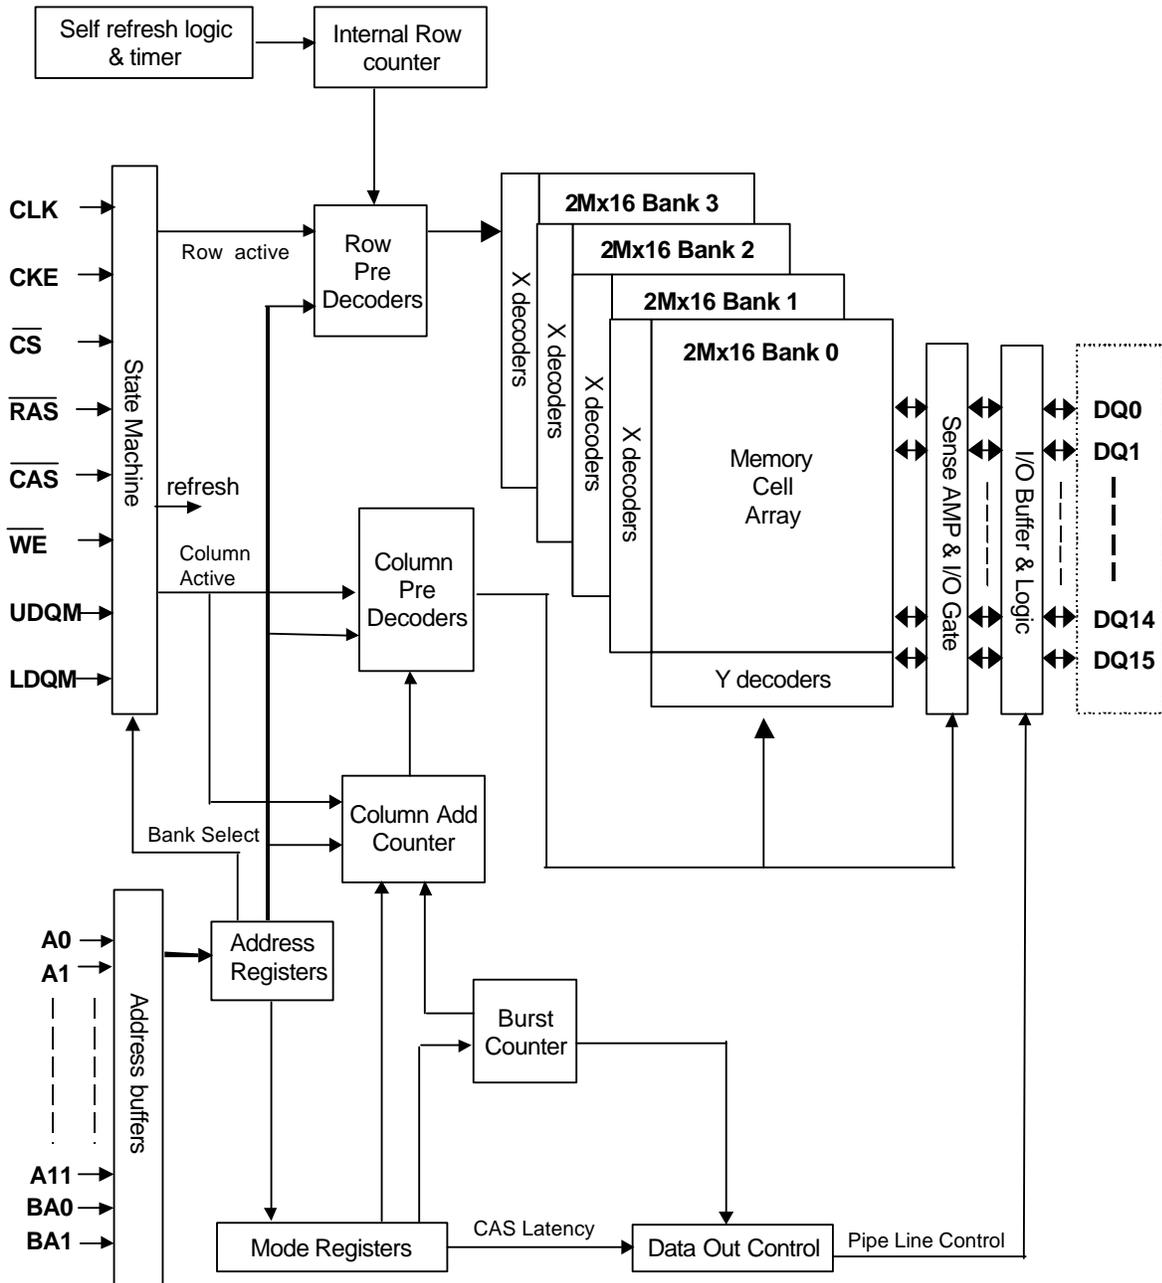 Self refresh logic
& timer
Internal Row
counter
CLK
CKE
CS
RAS
CAS
WE
UDQM
LDQM
State Machine
Row active
refresh
Column
Active
Row
Pre
Decoders
Column
Pre
Decoders
2Mx16 Bank 3
2Mx16 Bank 2
2Mx16 Bank 1
2Mx16 Bank 0
X decoders
X decoders
X decoders
X decoders
Memory
Cell
Array
Y decoders
Sense AMP & I/O Gate
I/O Buffer & Logic
DQ0
DQ1
DQ14
DQ15
Bank Select
Column Add
Counter
A0
A1
A11
BA0
BA1
Address buffers
Address
Registers
Burst
Counter
Mode Registers
CAS Latency
Data Out Control
Pipe Line Control